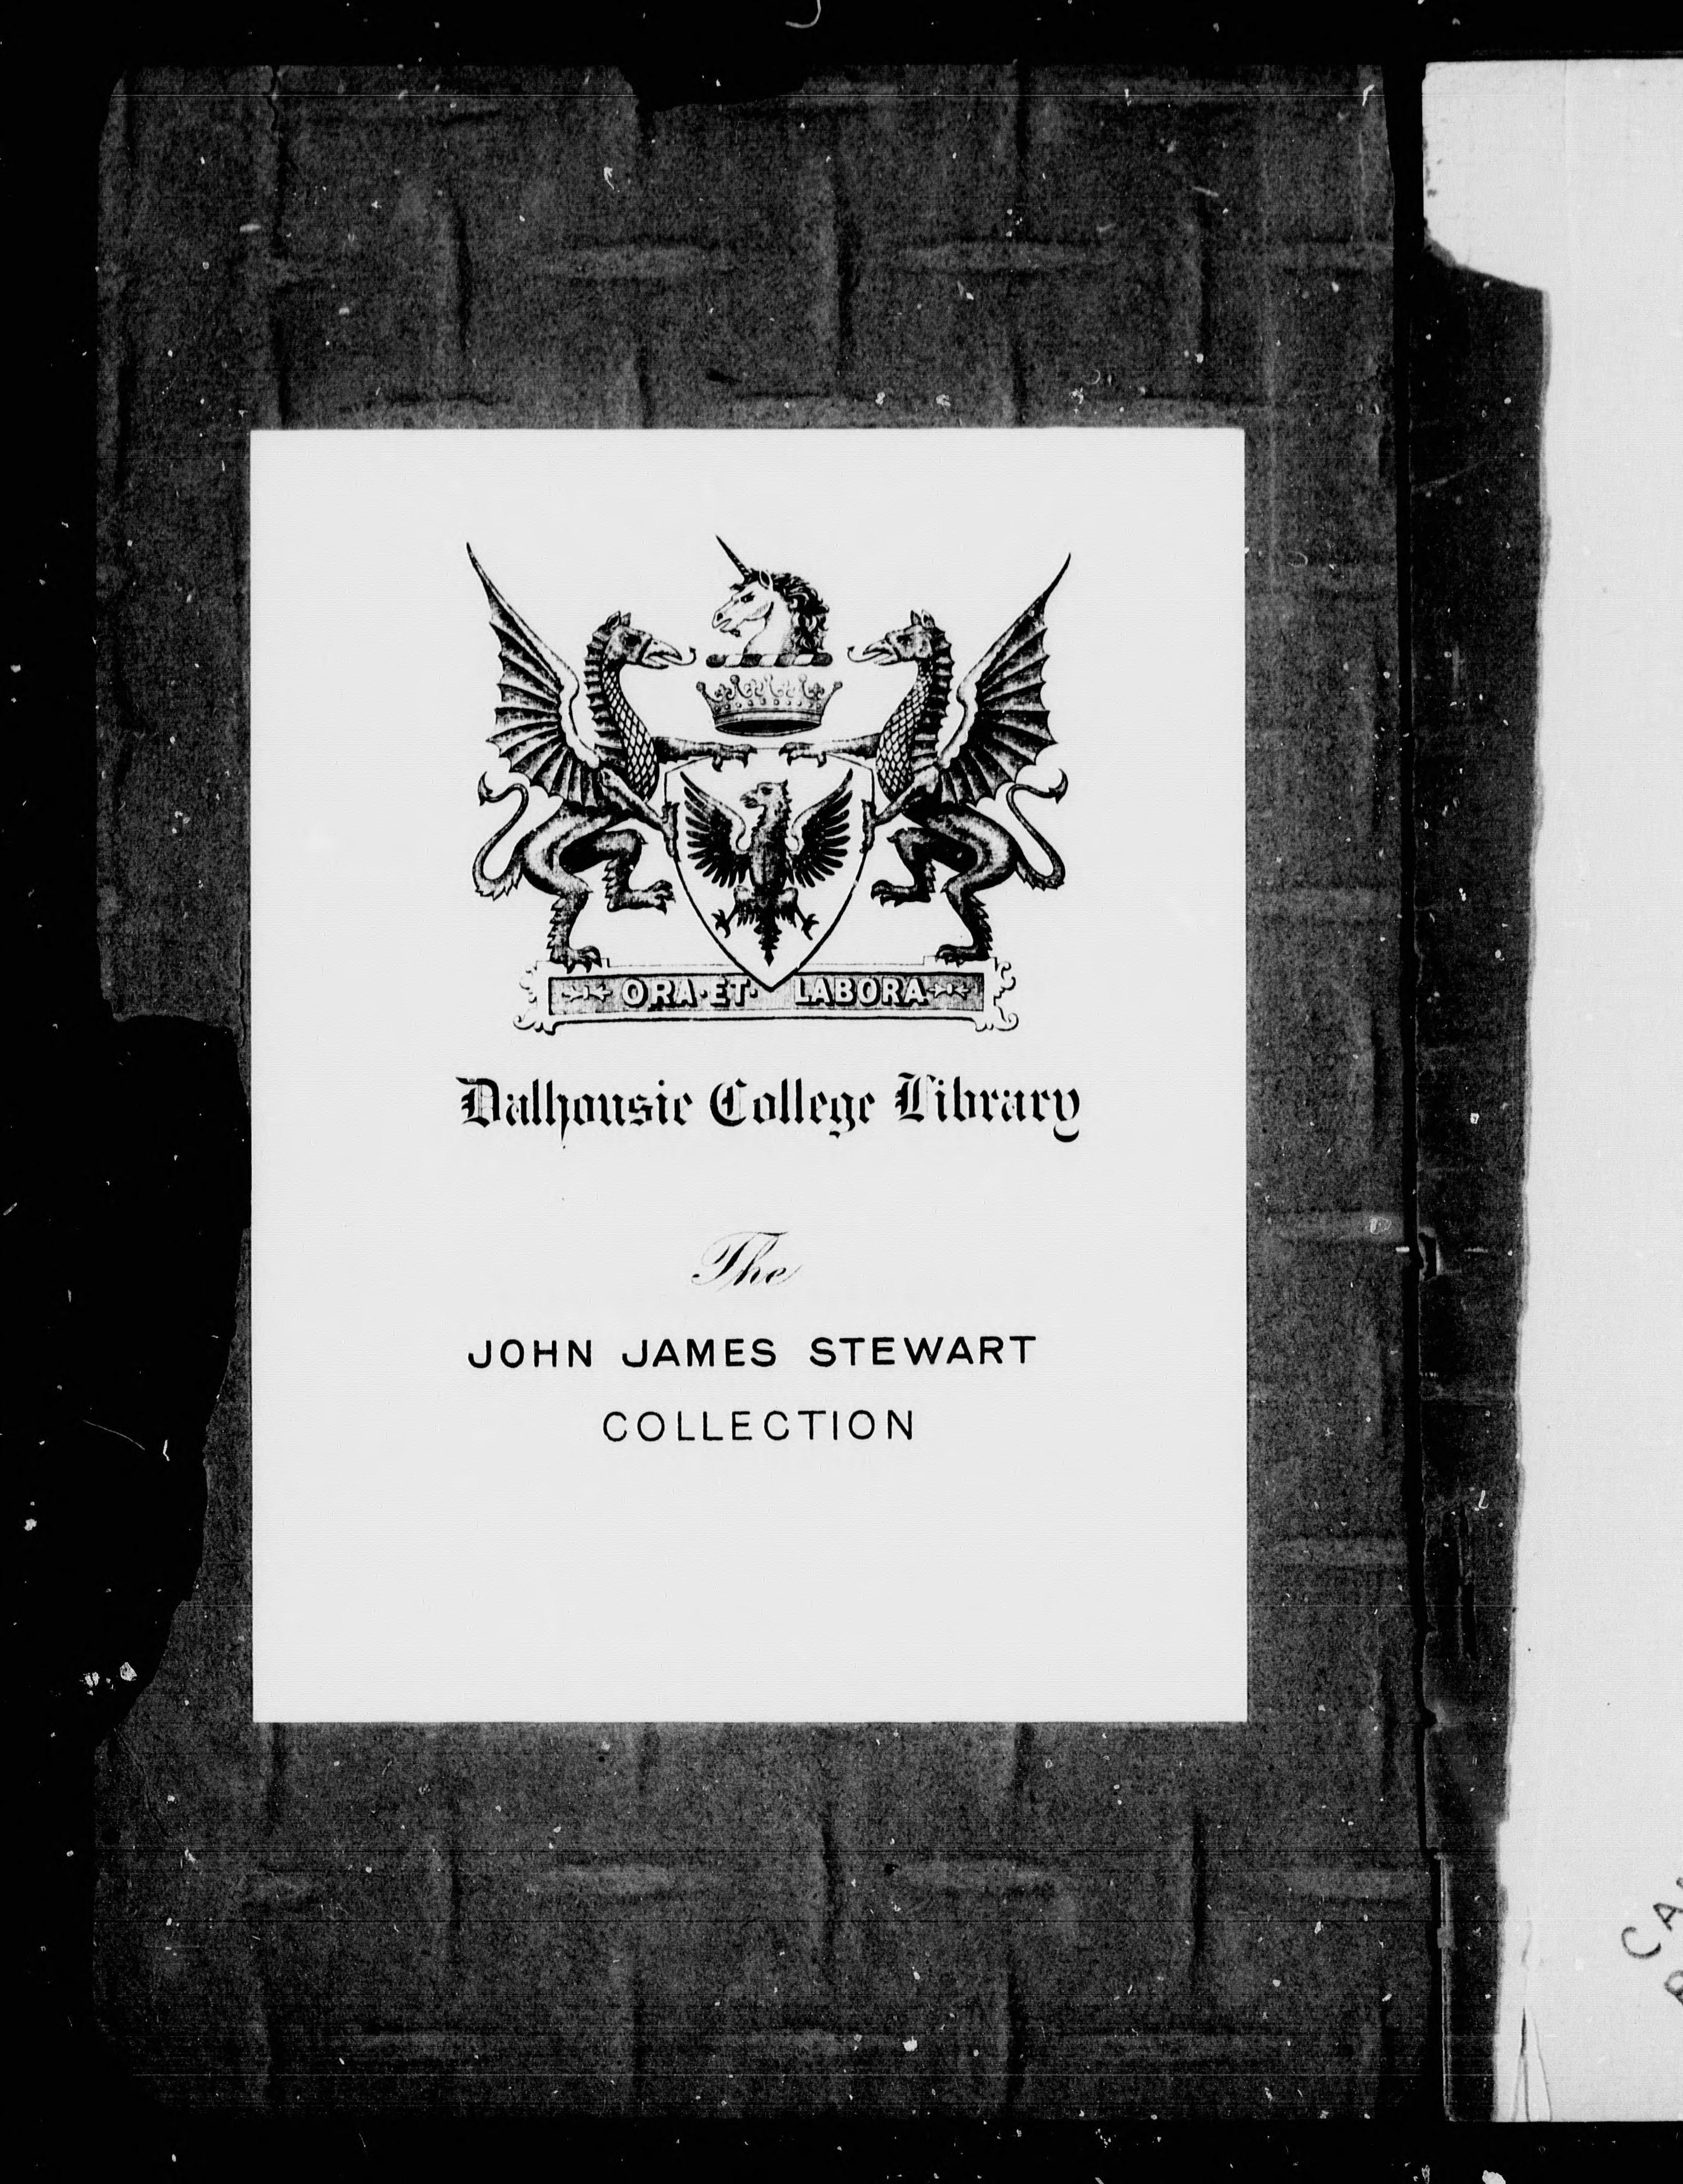 ORA·ET· LABORA
Dalhousie College Library
The
JOHN JAMES STEWART
COLLECTION